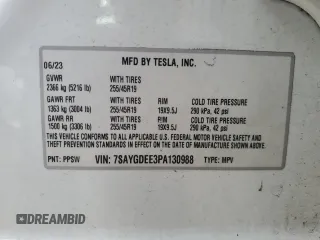 06/23 MFD BY TESLA, INC.
GVWR WITH TIRES
2366 kg (5216 lb) 255/45R19
GAWR FRT WITH TIRES RIM COLD TIRE PRESSURE
1363 kg (3004 lb) 255/45R19 19X9.5J 290 kPa, 42 psi
GAWR RR WITH TIRES RIM COLD TIRE PRESSURE
1500 kg (3306 lb) 255/45R19 19X9.5J 290 kPa, 42 psi
THIS VEHICLE CONFORMS TO ALL APPLICABLE U.S. FEDERAL MOTOR VEHICLE SAFETY
AND THEFT PREVENTION STANDARDS IN EFFECT ON THE DATE OF MANUFACTURE SHOWN ABOVE.
PNT: PPSW VIN: 7SAYGDEE3PA130988 TYPE: MPV
DREAMBID